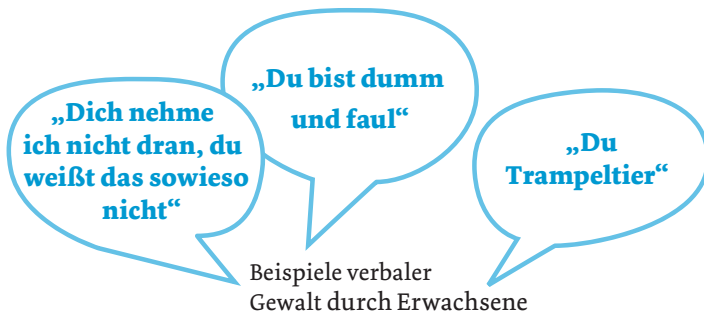 „Dich nehme
ich nicht dran, du
weißt das sowieso
nicht“
„Du bist dumm
und faul“
„Du
Trampeltier“
Beispiele verbaler
Gewalt durch Erwachsene